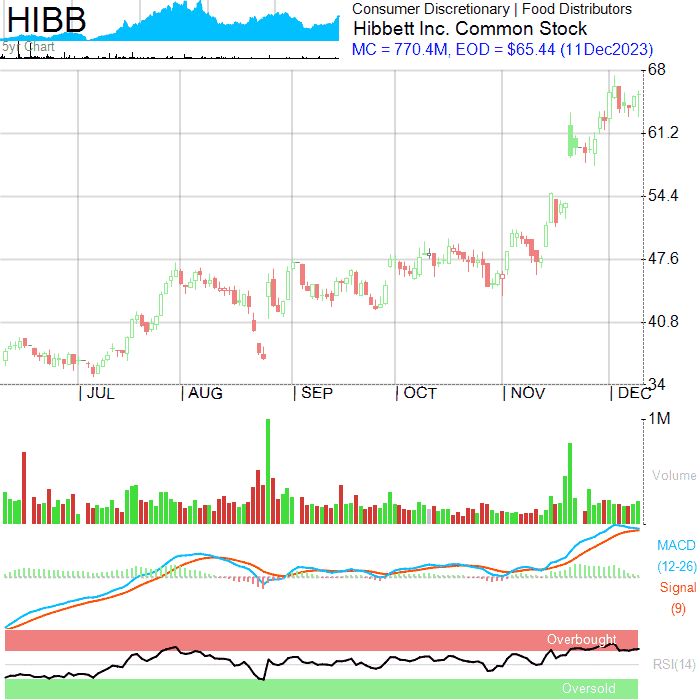 HIBB
5yr Chart
Consumer Discretionary | Food Distributors
Hibbett Inc. Common Stock
MC = 770.4M, EOD = $65.44 (11Dec2023)
68
61.2
54.4
47.6
40.8
34
| JUL | AUG | SEP | OCT | NOV | DEC
1M
Volume
MACD
(12-26)
Signal
(9)
Overbought
RSI(14)
Oversold